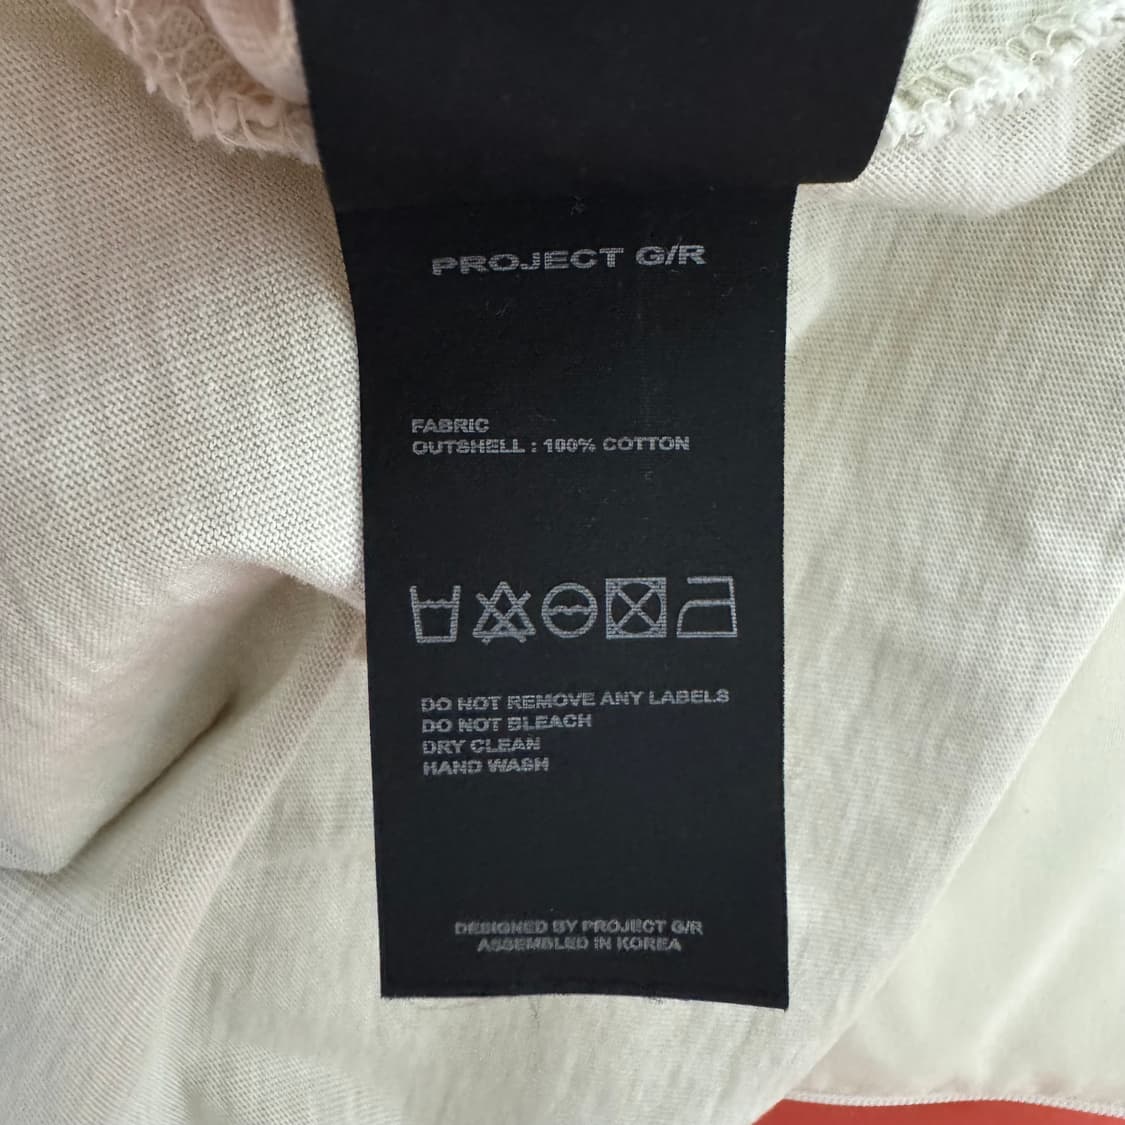 PROJECT G/R
FABRIC
OUTSHELL : 100% COTTON
DO NOT REMOVE ANY LABELS
DO NOT BLEACH
DRY CLEAN
HAND WASH
DESIGNED BY PROJECT G/R
ASSEMBLED IN KOREA